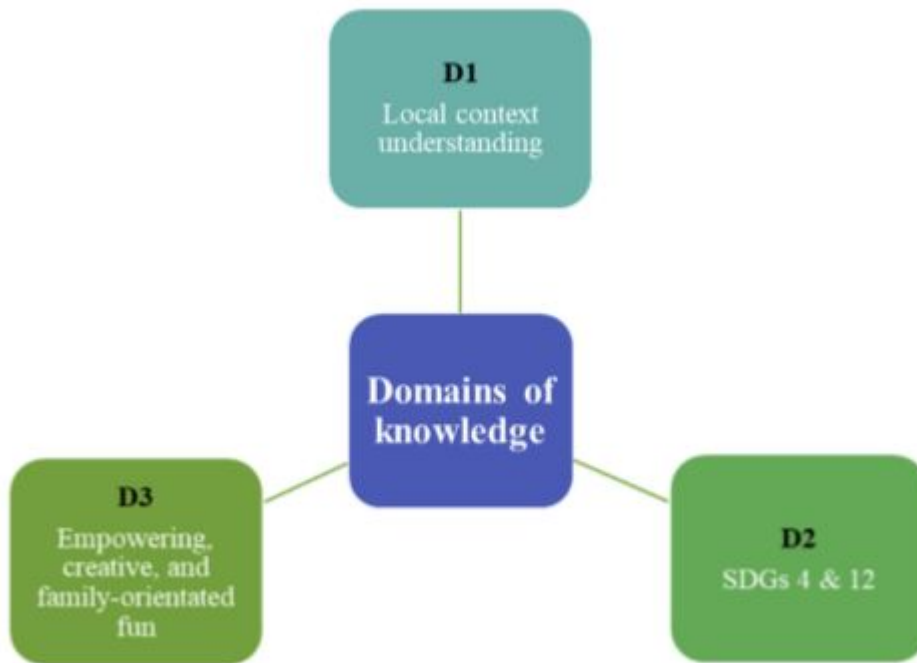 D1
Local context
understanding
Domains of
knowledge
D3
Empowering,
creative, and
family-orientated
fun
D2
SDGs 4 & 12